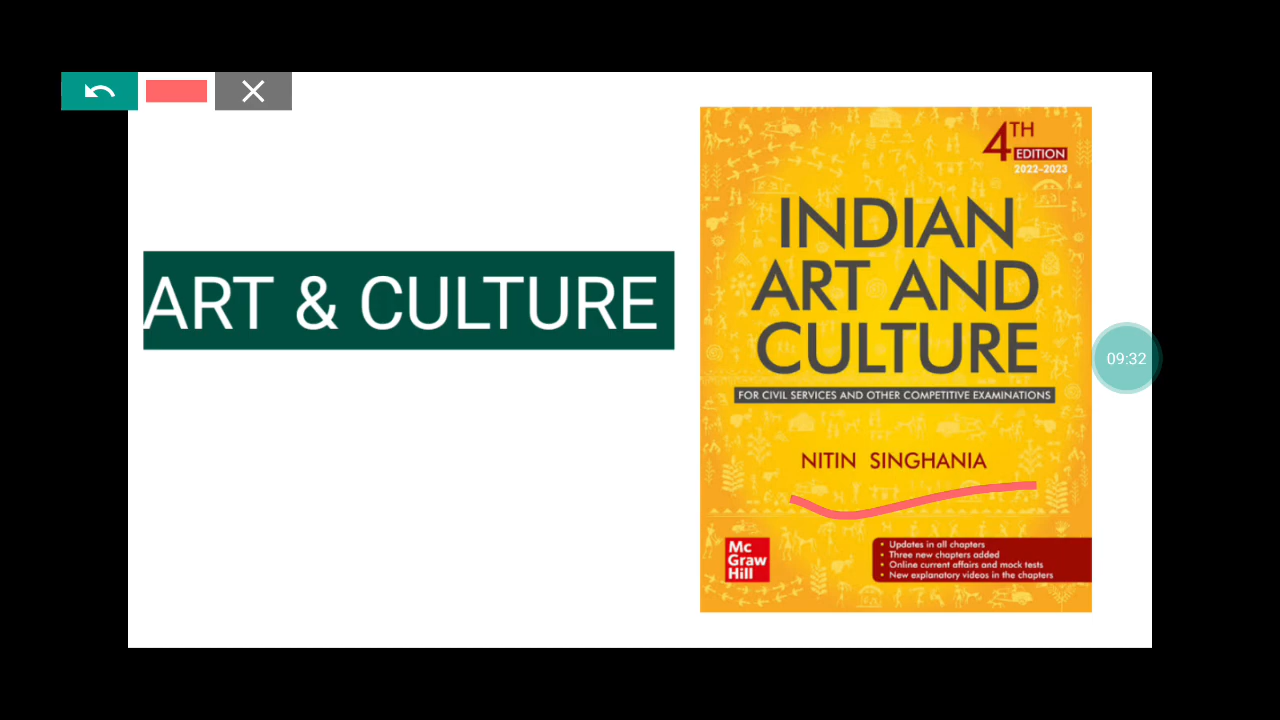 ART & CULTURE
4TH
EDITION
2022-2023
INDIAN
ART AND
CULTURE
FOR CIVIL SERVICES AND OTHER COMPETITIVE EXAMINATIONS
NITIN SINGHANIA
Mc
Graw
Hill
• Updates in all chapters
• Three new chapters added
• Online current affairs and mock tests
• New explanatory videos in the chapters
09:32